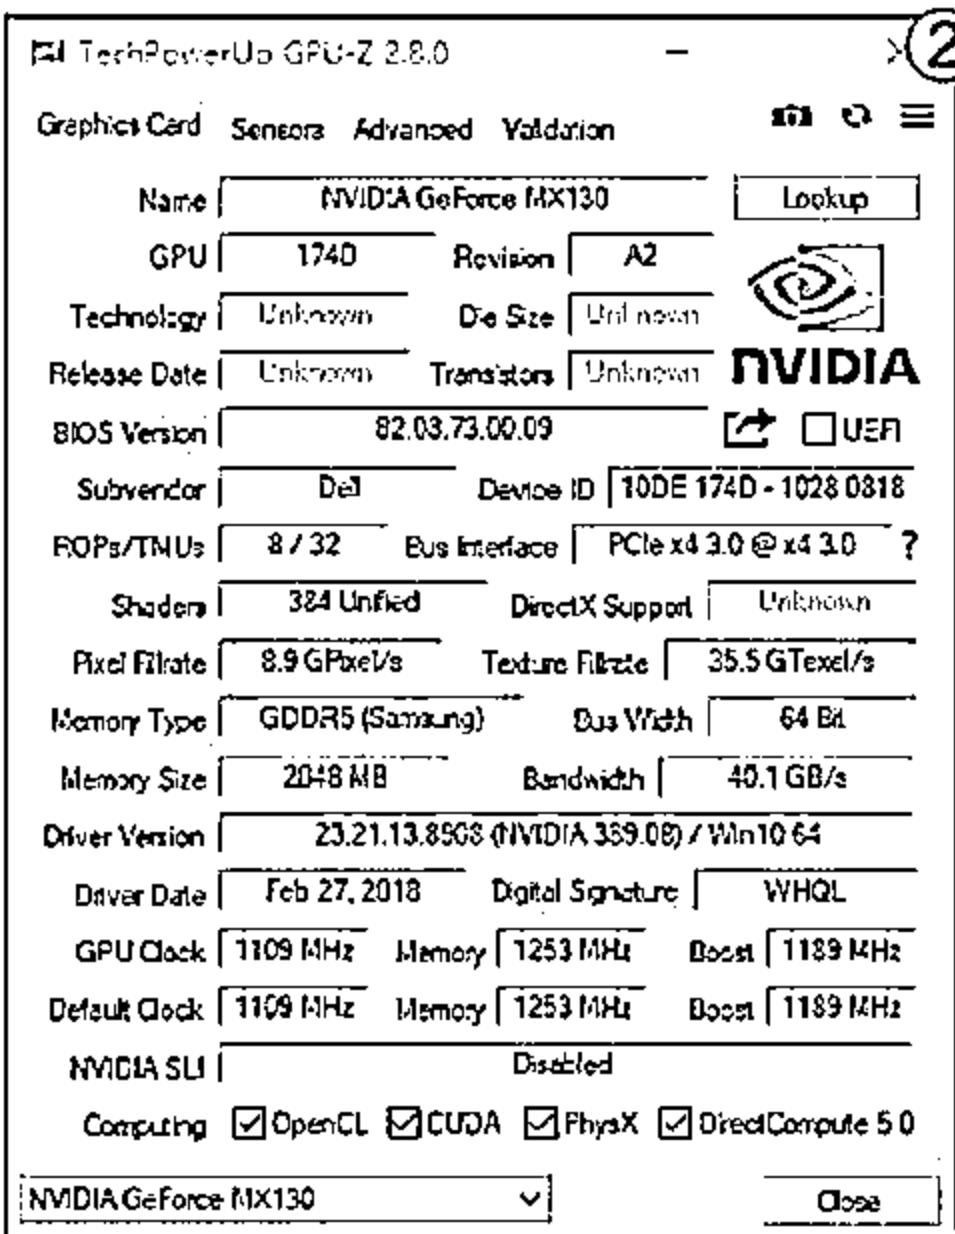 TechPowerUp GPU-Z 2.8.0
2
Graphics Card Sensors Advanced Validation
Name NVIDIA GeForce MX130 Lookup
GPU 174D Revision A2
Technology Unknown Die Size Unknown
Release Date Unknown Transistors Unknown
NVIDIA
BIOS Version 82.08.73.00.09 UEFI
Subvendor Dell Device ID 10DE 174D - 1028 0818
ROPs/TMUs 8 / 32 Bus Interface PCIe x4 3.0 @ x4 3.0 ?
Shaders 384 Unified DirectX Support Unknown
Pixel Fillrate 8.9 GPixel/s Texture Fillrate 35.5 GTexel/s
Memory Type GDDR5 (Samsung) Bus Width 64 Bit
Memory Size 2048 MB Bandwidth 40.1 GB/s
Driver Version 23.21.13.8908 (NVIDIA 389.08) / Win10 64
Driver Date Feb 27, 2018 Digital Signature WHQL
GPU Clock 1109 MHz Memory 1253 MHz Boost 1189 MHz
Default Clock 1109 MHz Memory 1253 MHz Boost 1189 MHz
NVIDIA SLI Disabled
Computing OpenCL CUDA PhysX DirectCompute 5.0
NVIDIA GeForce MX130 Close